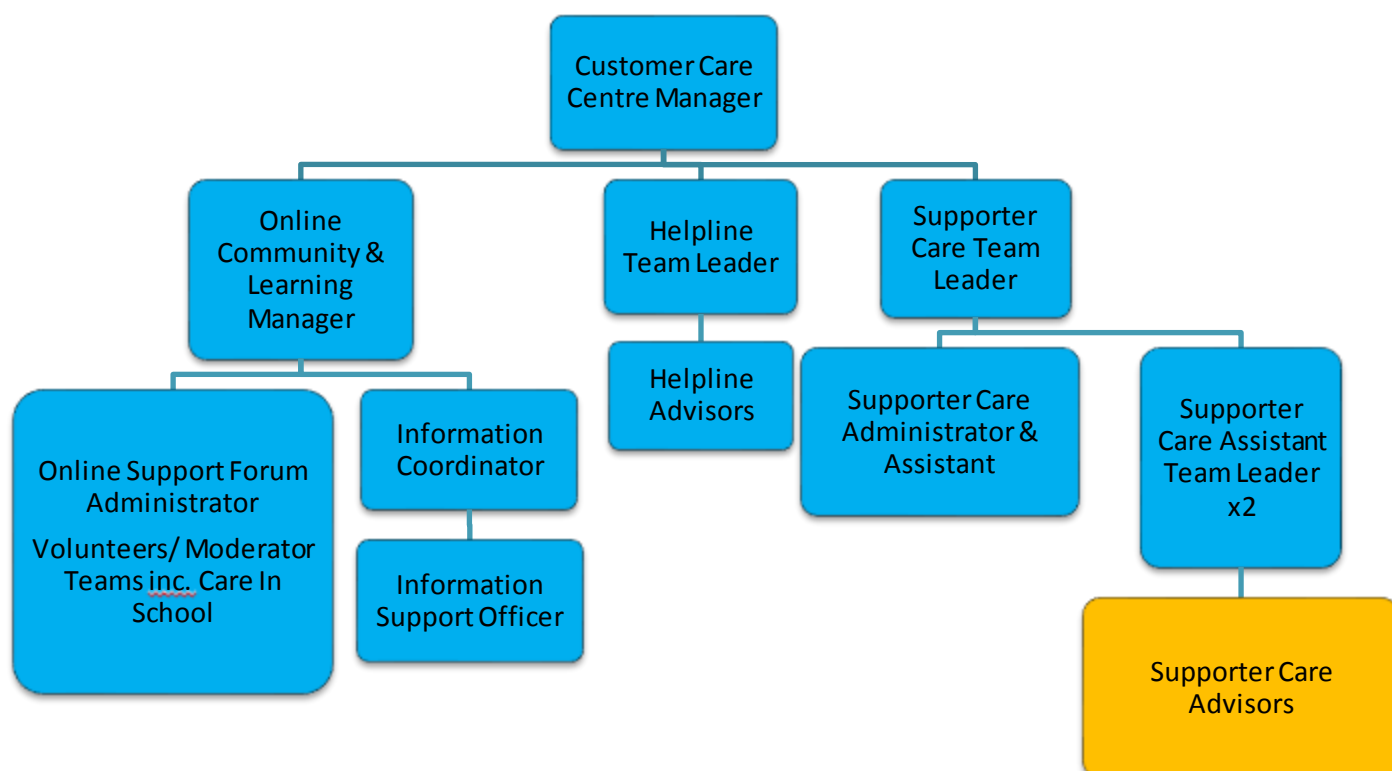 Customer Care
Centre Manager
Online
Community &
Learning
Manager
Helpline
Team Leader
Supporter
Care Team
Leader
Online Support Forum
Administrator
Volunteers/ Moderator
Teams inc. Care In
School
Information
Coordinator
Information
Support Officer
Helpline
Advisors
Supporter Care
Administrator &
Assistant
Supporter
Care Assistant
Team Leader
x2
Supporter Care
Advisors